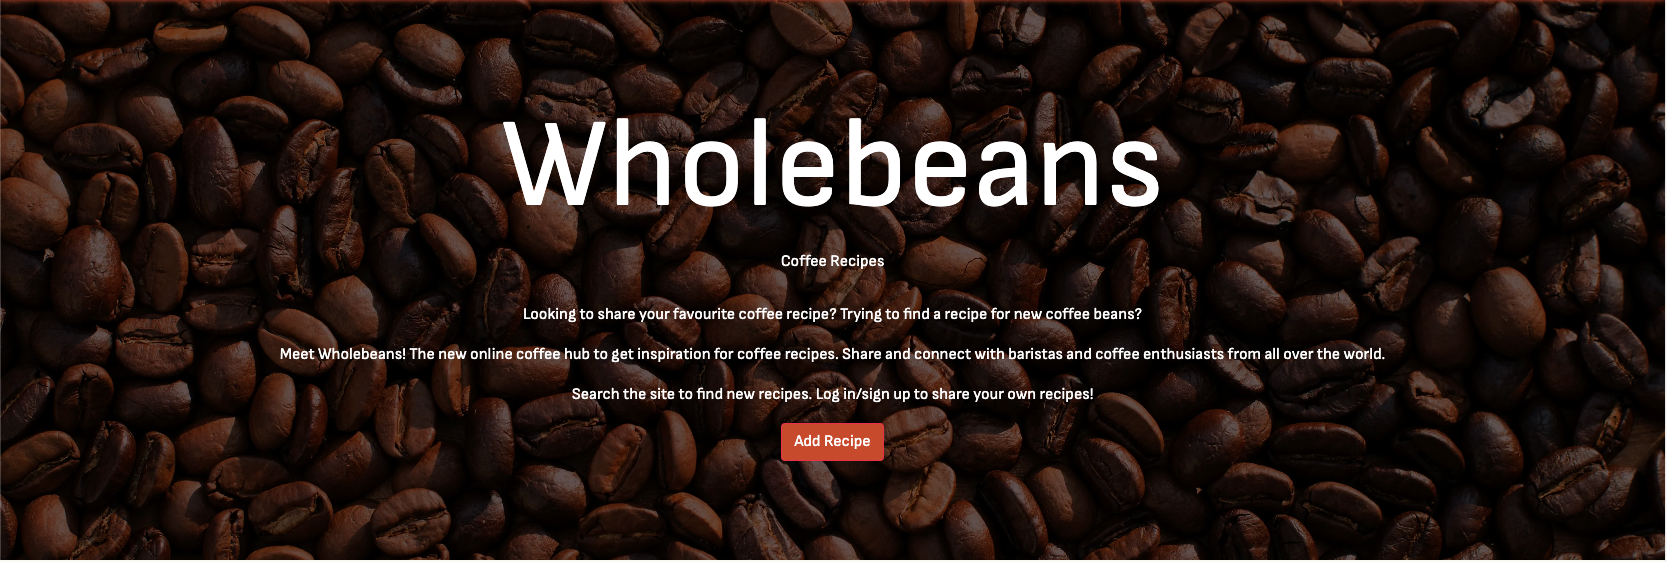 Wholebeans
Coffee Recipes
Looking to share your favourite coffee recipe? Trying to find a recipe for new coffee beans?
Meet Wholebeans! The new online coffee hub to get inspiration for coffee recipes. Share and connect with baristas and coffee enthusiasts from all over the world.
Search the site to find new recipes. Log in/sign up to share your own recipes!
Add Recipe